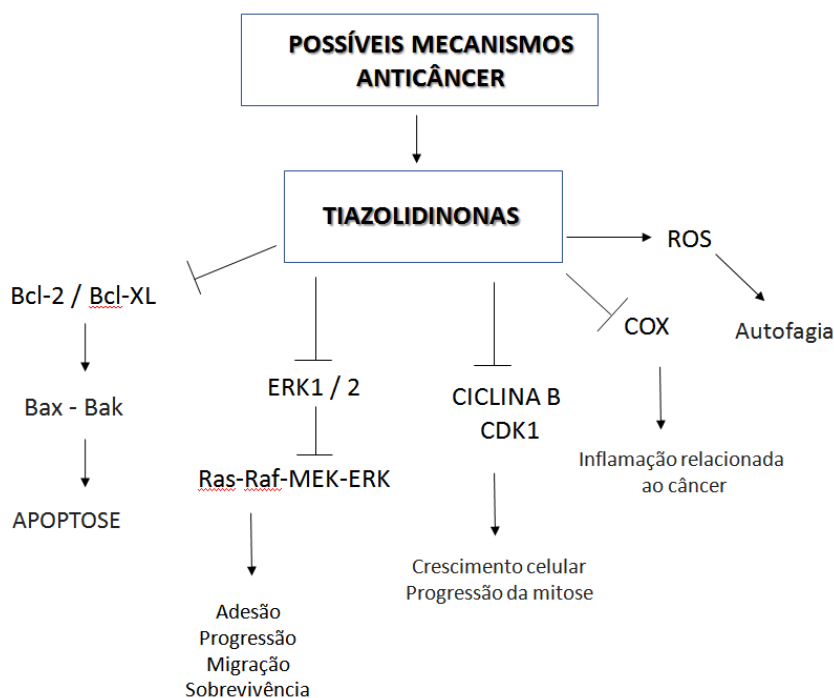 POSSÍVEIS MECANISMOS
ANTICÂNCER
TIAZOLIDINONAS
ROS
Bcl-2 / Bcl-XL
COX
Autofagia
ERK1 / 2
CICLINA B
CDK1
Bax - Bak
Ras-Raf-MEK-ERK
Inflamação relacionada
ao câncer
APOPTOSE
Crescimento celular
Progressão da mitose
Adesão
Progressão
Migração
Sobrevivência